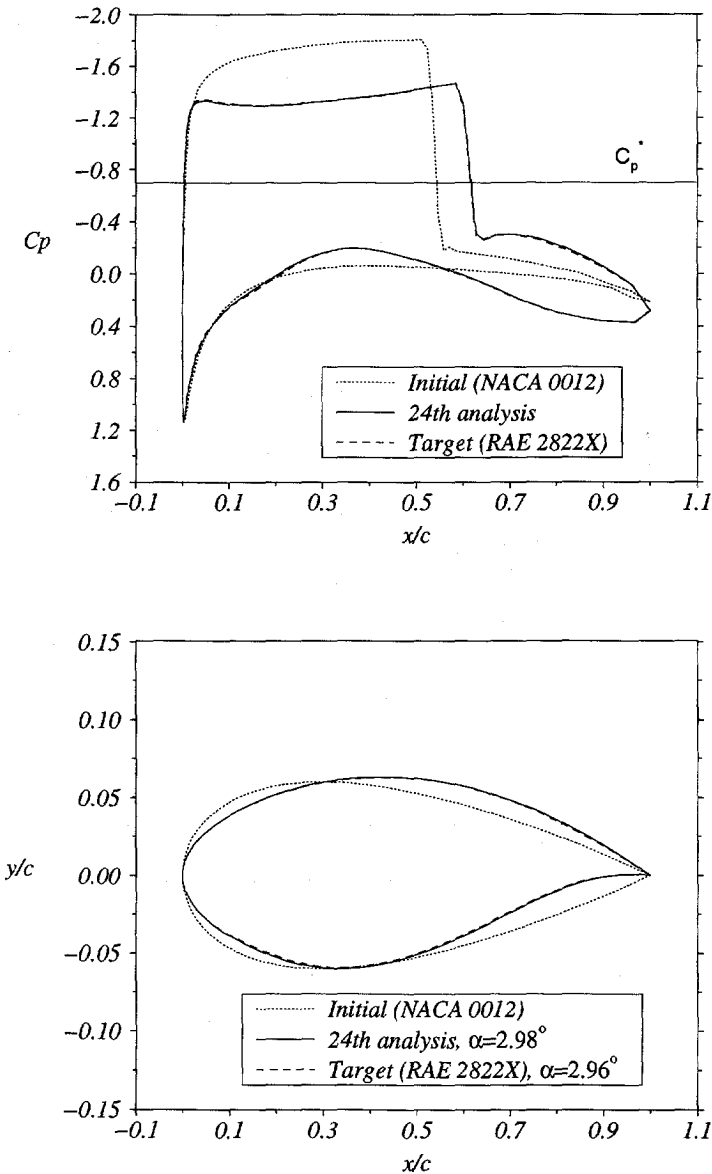 −2.0
−1.6
−1.2
−0.8
−0.4
0.0
0.4
0.8
1.2
1.6
Cp
Cp*
Initial (NACA 0012)
24th analysis
Target (RAE 2822X)
−0.1
0.1
0.3
0.5
0.7
0.9
1.1
x/c
0.15
0.10
0.05
0.00
−0.05
−0.10
−0.15
y/c
Initial (NACA 0012)
24th analysis, α=2.98°
Target (RAE 2822X), α=2.96°
−0.1
0.1
0.3
0.5
0.7
0.9
1.1
x/c